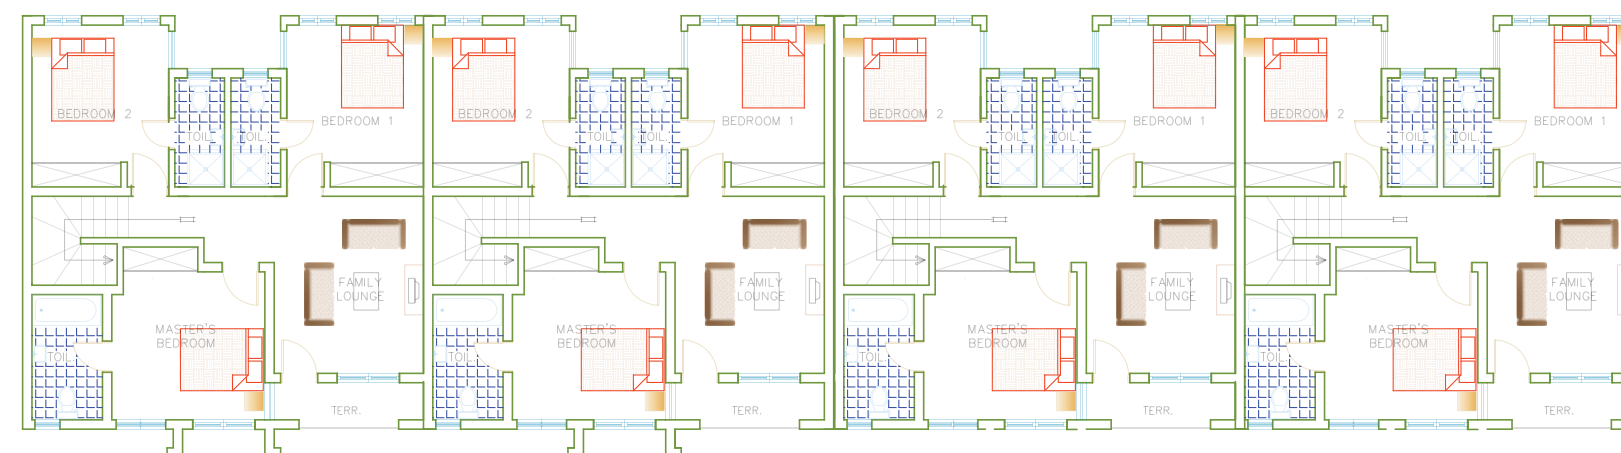 BEDROOM 2
TOIL.
TOIL.
BEDROOM 1
FAMILY
LOUNGE
MASTER'S
BEDROOM
TOIL.
TERR.
BEDROOM 2
TOIL.
TOIL.
BEDROOM 1
FAMILY
LOUNGE
MASTER'S
BEDROOM
TOIL.
TERR.
BEDROOM 2
TOIL.
TOIL.
BEDROOM 1
FAMILY
LOUNGE
MASTER'S
BEDROOM
TOIL.
TERR.
BEDROOM 2
TOIL.
TOIL.
BEDROOM 1
FAMILY
LOUNGE
MASTER'S
BEDROOM
TOIL.
TERR.